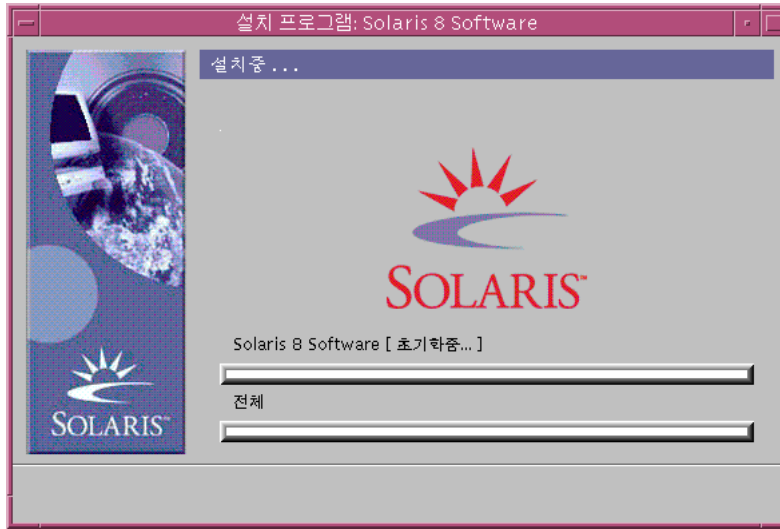 설치 프로그램: Solaris 8 Software
설치중 . . .
SOLARIS™
Solaris 8 Software [ 초기화중... ]
전체
SOLARIS™